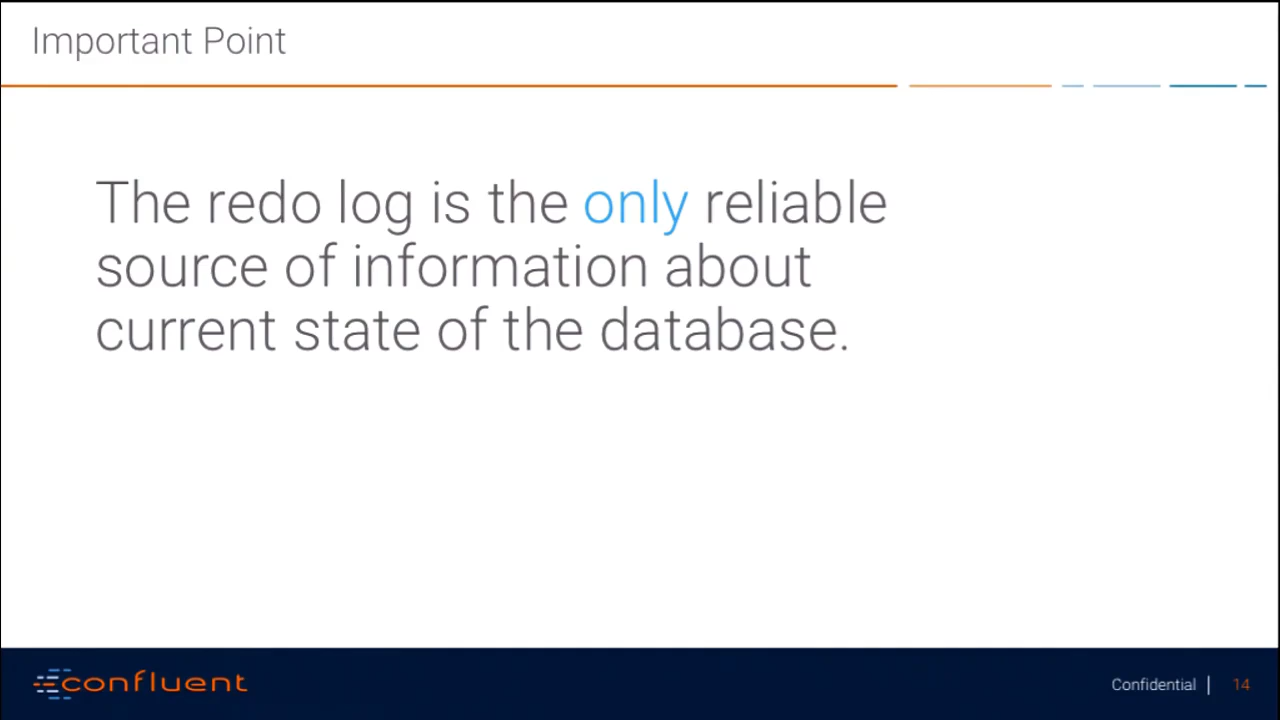 Important Point
The redo log is the only reliable
source of information about
current state of the database.
confluent
Confidential | 14